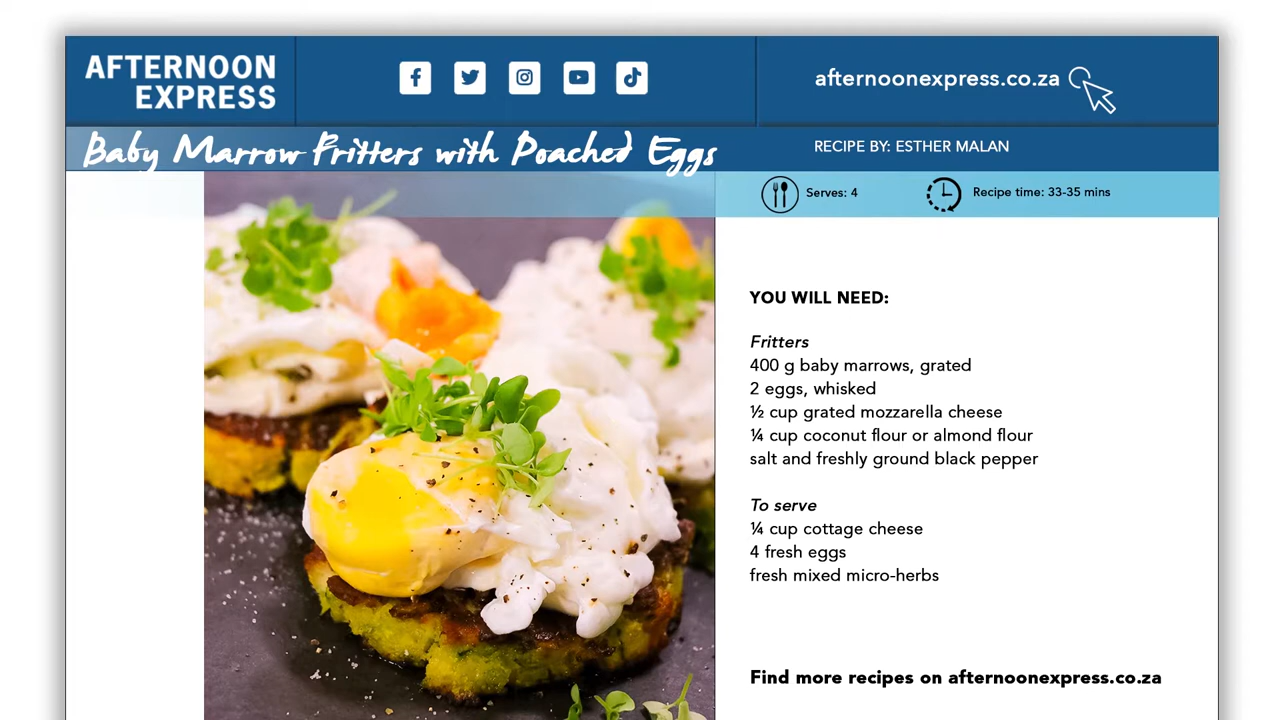 AFTERNOON
EXPRESS
afternoonexpress.co.za
Baby Marrow Fritters with Poached Eggs
RECIPE BY: ESTHER MALAN
Serves: 4
Recipe time: 33-35 mins
YOU WILL NEED:
Fritters
400 g baby marrows, grated
2 eggs, whisked
½ cup grated mozzarella cheese
¼ cup coconut flour or almond flour
salt and freshly ground black pepper
To serve
¼ cup cottage cheese
4 fresh eggs
fresh mixed micro-herbs
Find more recipes on afternoonexpress.co.za